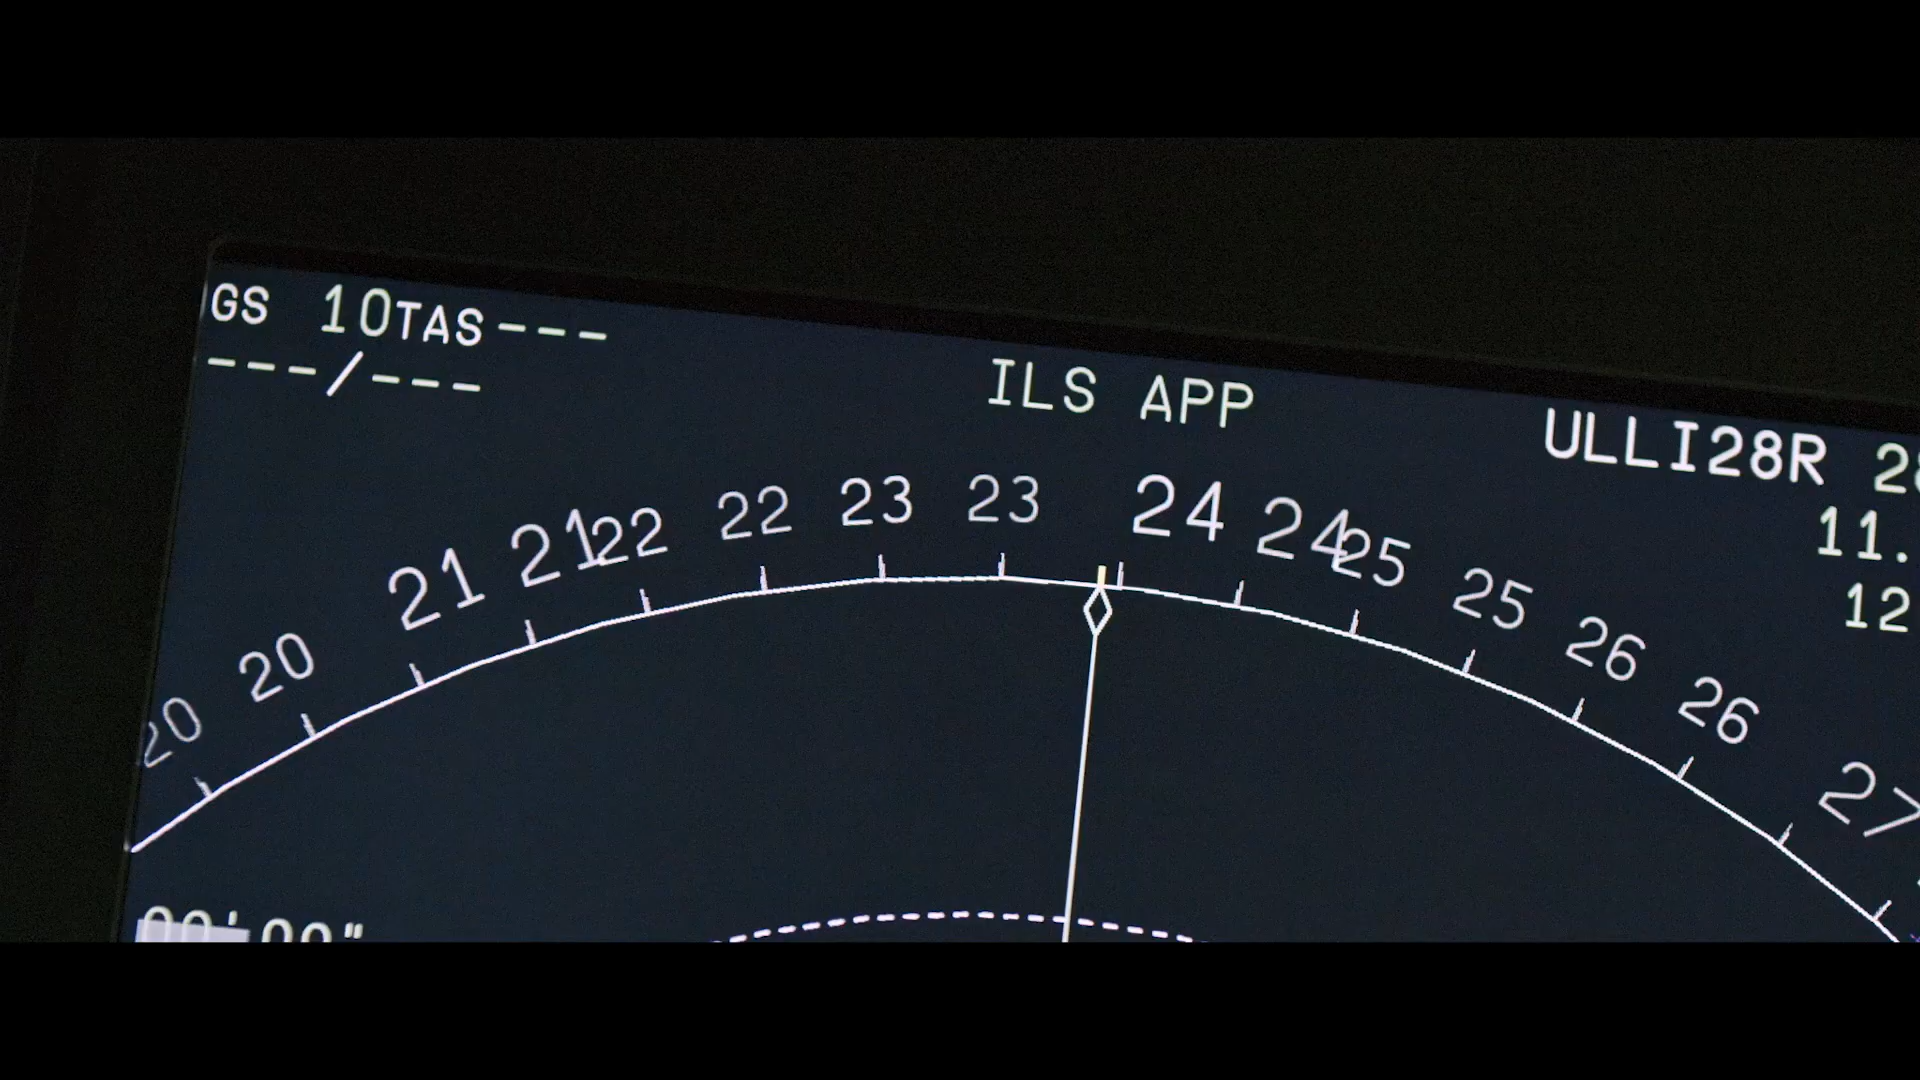 GS 10TAS---
---/---
ILS APP
ULLI28R
11.
12
20 20 21 21 22 22 23 23 24 24 25 25 26 26 27